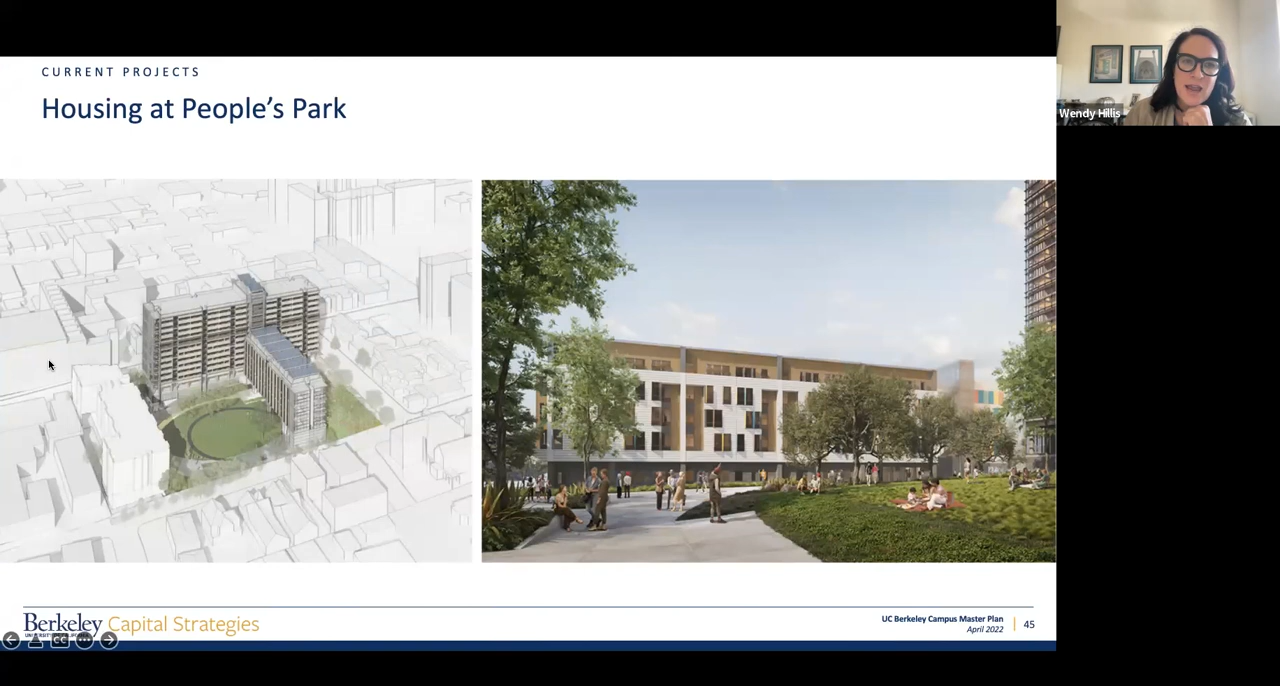 CURRENT PROJECTS
Housing at People's Park
Wendy Hillis
Berkeley Capital Strategies
CC
UC Berkeley Campus Master Plan
April 2022
45